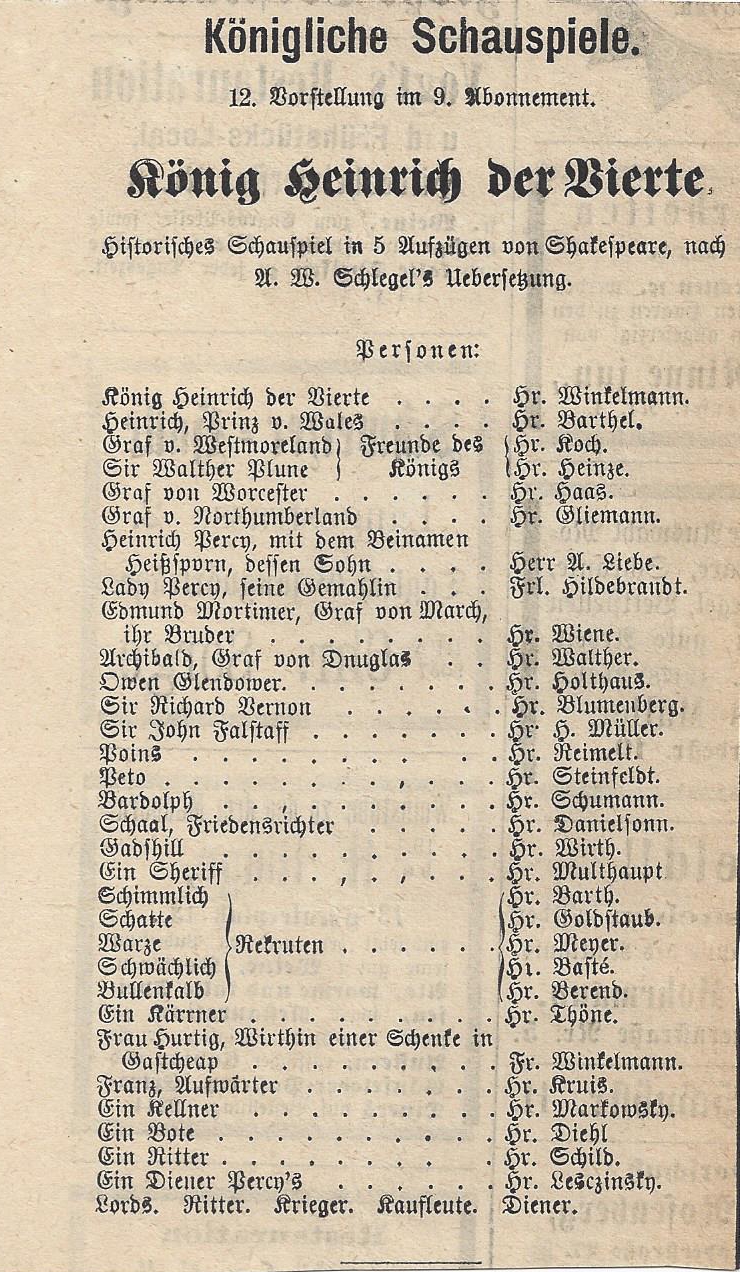 Königliche Schauspiele.
12. Vorstellung im 9. Abonnement.
König Heinrich der Vierte.
Historisches Schauspiel in 5 Aufzügen von Shakespeare, nach
A. W. Schlegel's Uebersetzung.
Personen:
König Heinrich der Vierte . . . . Hr. Winkelmann.
Heinrich, Prinz v. Wales . . . . Hr. Barthel.
Graf v. Westmoreland } Freunde des { Hr. Koch.
Sir Walther Plune } Königs { Hr. Heinze.
Graf von Worcester . . . . . . Hr. Haas.
Graf v. Northumberland . . . . Hr. Gliemann.
Heinrich Percy, mit dem Beinamen
Heißsporn, dessen Sohn . . . . Herr A. Liebe.
Lady Percy, seine Gemahlin . . . Frl. Hildebrandt.
Edmund Mortimer, Graf von March,
ihr Bruder . . . . . . . . Hr. Wiene.
Archibald, Graf von Dnuglas . . Hr. Walther.
Owen Glendower. . . . . . . . Hr. Holthaus.
Sir Richard Vernon . . . . . Hr. Blumenberg.
Sir John Falstaff . . . . . . . Hr. H. Müller.
Poins . . . . . . . . . . Hr. Reimelt.
Peto . . . . . . . . . . . Hr. Steinfeldt.
Bardolph . . . . . . . . . Hr. Schumann.
Schaal, Friedensrichter . . . . . Hr. Danielsonn.
Gadshill . . . . . . . . . Hr. Wirth.
Ein Sheriff . . . . . . . . Hr. Multhaupt
Schimmlich } { Hr. Barth.
Schatte } { Hr. Goldstaub.
Warze } Rekruten . . . . . . { Hr. Meyer.
Schwächlich } { Hr. Basté.
Bullenkalb } { Hr. Berend.
Ein Kärrner . . . . . . . . Hr. Thöne.
Frau Hurtig, Wirthin einer Schenke in
Gastcheap . . . . . . . . Fr. Winkelmann.
Franz, Aufwärter . . . . . . Hr. Kruis.
Ein Kellner . . . . . . . . Hr. Markowsky.
Ein Bote . . . . . . . . . Hr. Diehl
Ein Ritter . . . . . . . . . Hr. Schild.
Ein Diener Percy's . . . . . . Hr. Lesczinsky.
Lords. Ritter. Krieger. Kaufleute. Diener.